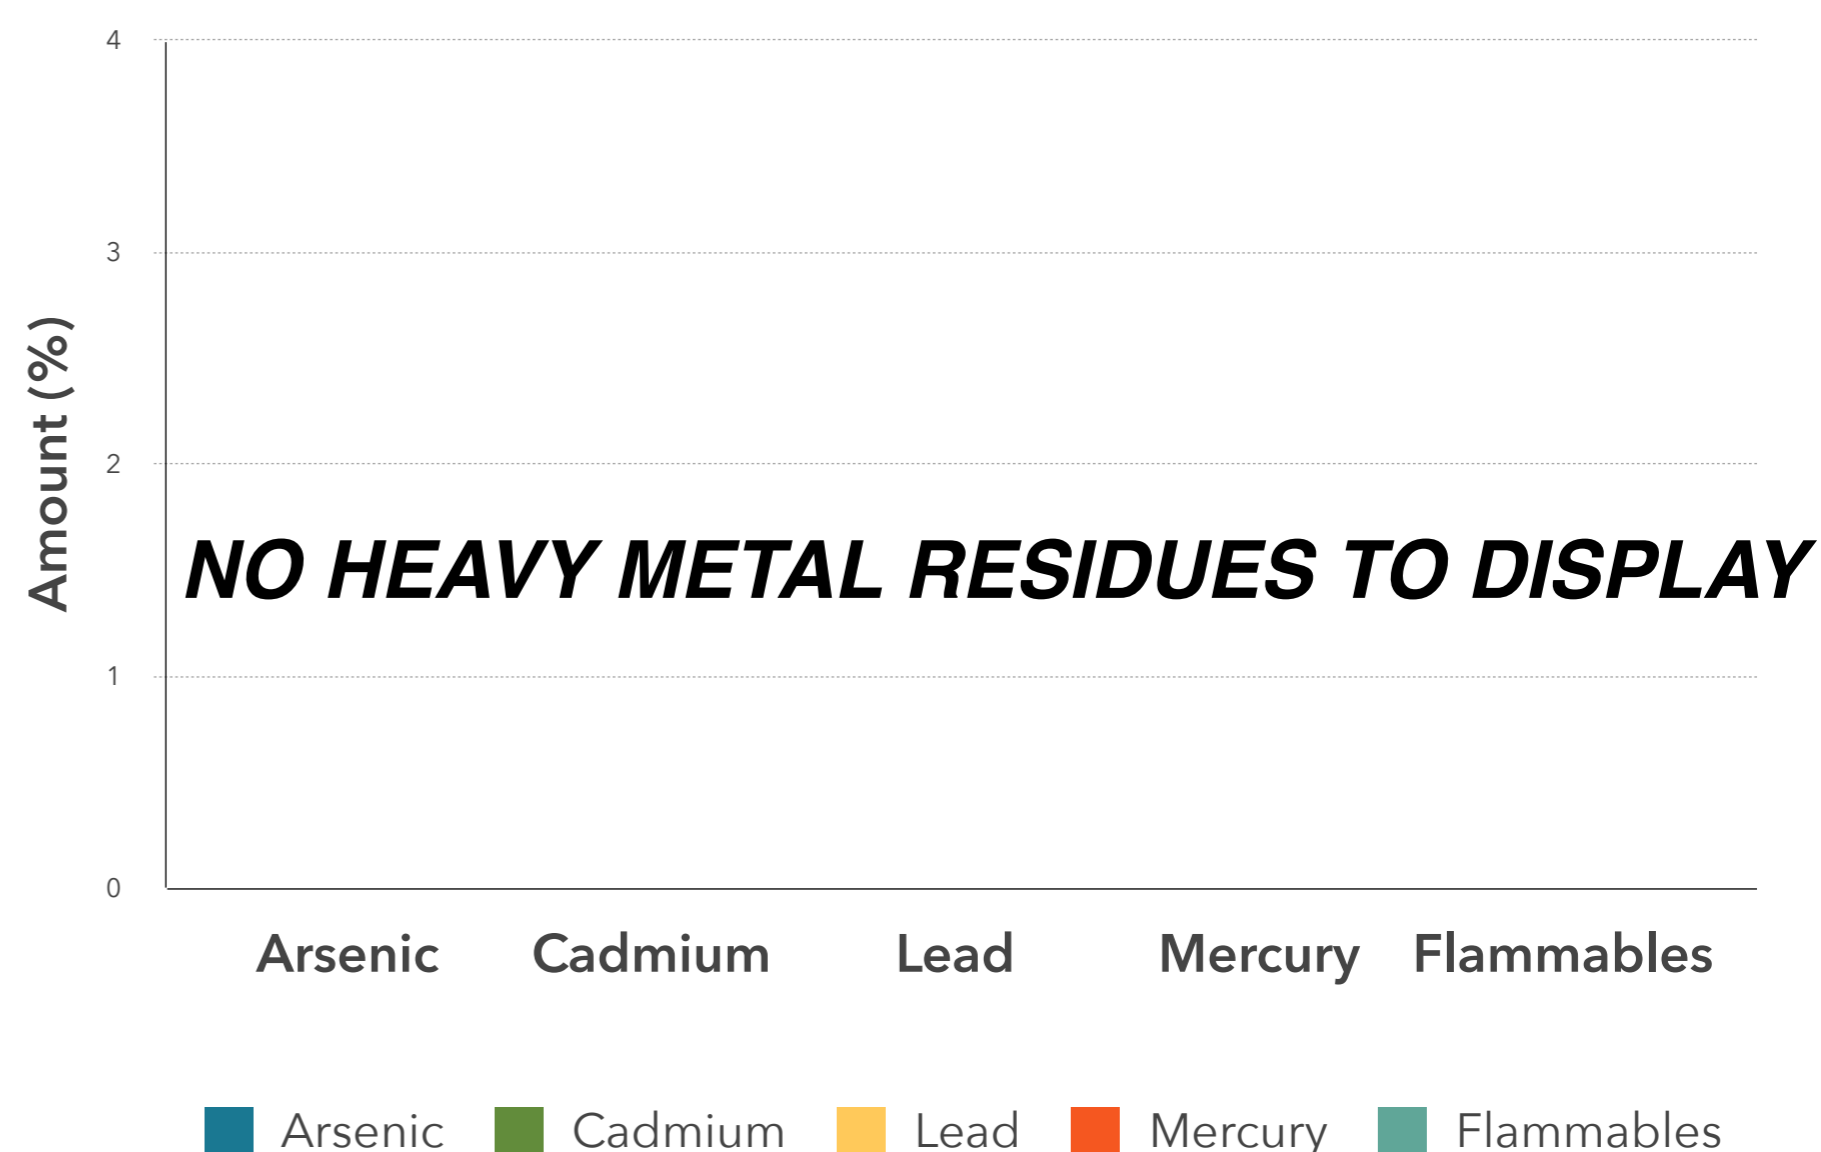 4
3
2
1
0
Amount (%)
NO HEAVY METAL RESIDUES TO DISPLAY
Arsenic Cadmium Lead Mercury Flammables
Arsenic Cadmium Lead Mercury Flammables